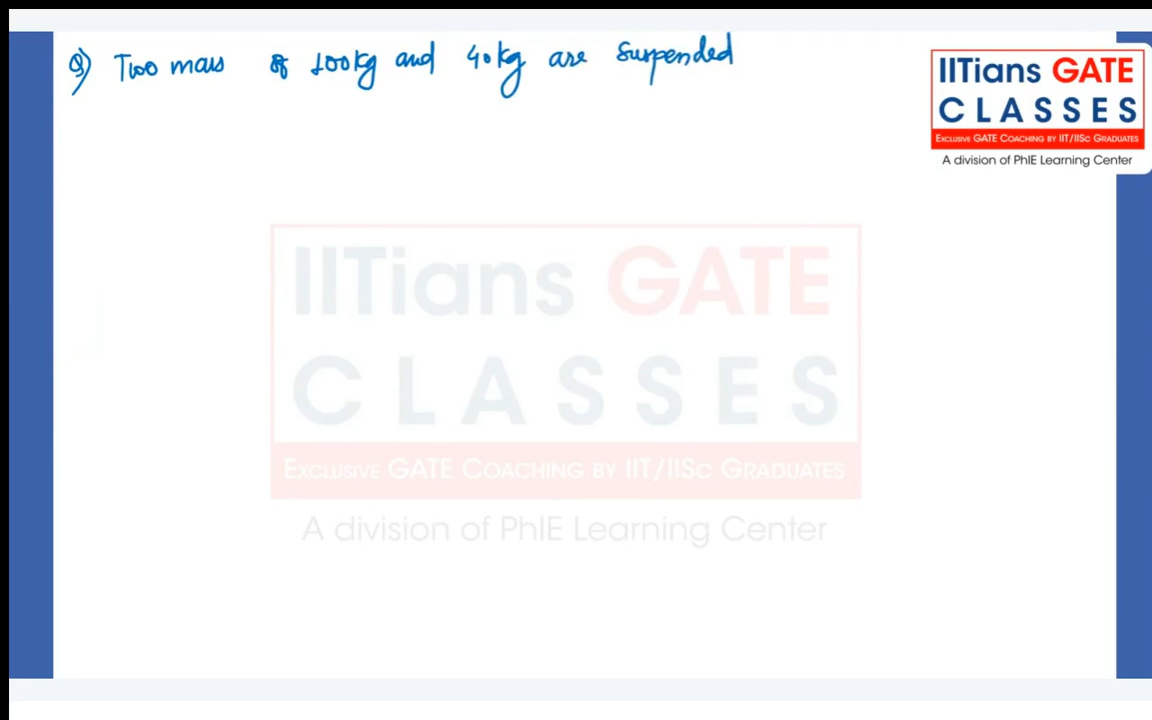 Q) Two mass of 100kg and 40kg are suspended
IITians GATE
CLASSES
EXCLUSIVE GATE COACHING BY IIT/IISC GRADUATES
A division of PhIE Learning Center
IITians GATE
CLASSES
EXCLUSIVE GATE COACHING BY IIT/IISC GRADUATES
A division of PhIE Learning Center